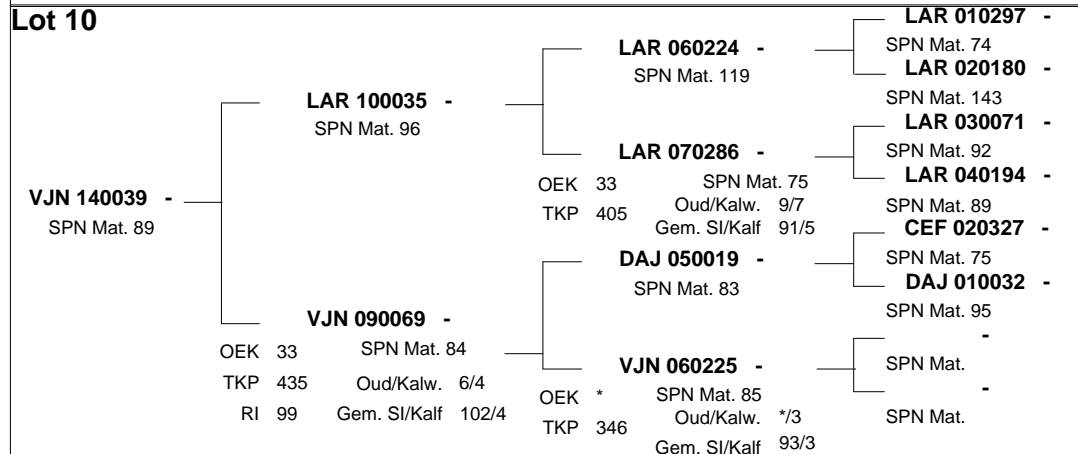 Lot 10
LAR 010297 -
SPN Mat. 74
LAR 060224 -
SPN Mat. 119
LAR 020180 -
SPN Mat. 143
LAR 100035 -
SPN Mat. 96
LAR 030071 -
SPN Mat. 92
LAR 070286 -
OEK 33 SPN Mat. 75
TKP 405 Oud/Kalw. 9/7
Gem. SI/Kalf 91/5
LAR 040194 -
SPN Mat. 89
VJN 140039 -
SPN Mat. 89
CEF 020327 -
SPN Mat. 75
DAJ 050019 -
SPN Mat. 83
DAJ 010032 -
SPN Mat. 95
VJN 090069 -
OEK 33 SPN Mat. 84
TKP 435 Oud/Kalw. 6/4
RI 99 Gem. SI/Kalf 102/4
-
SPN Mat.
VJN 060225 -
OEK * SPN Mat. 85
TKP 346 Oud/Kalw. */3
Gem. SI/Kalf 93/3
-
SPN Mat.